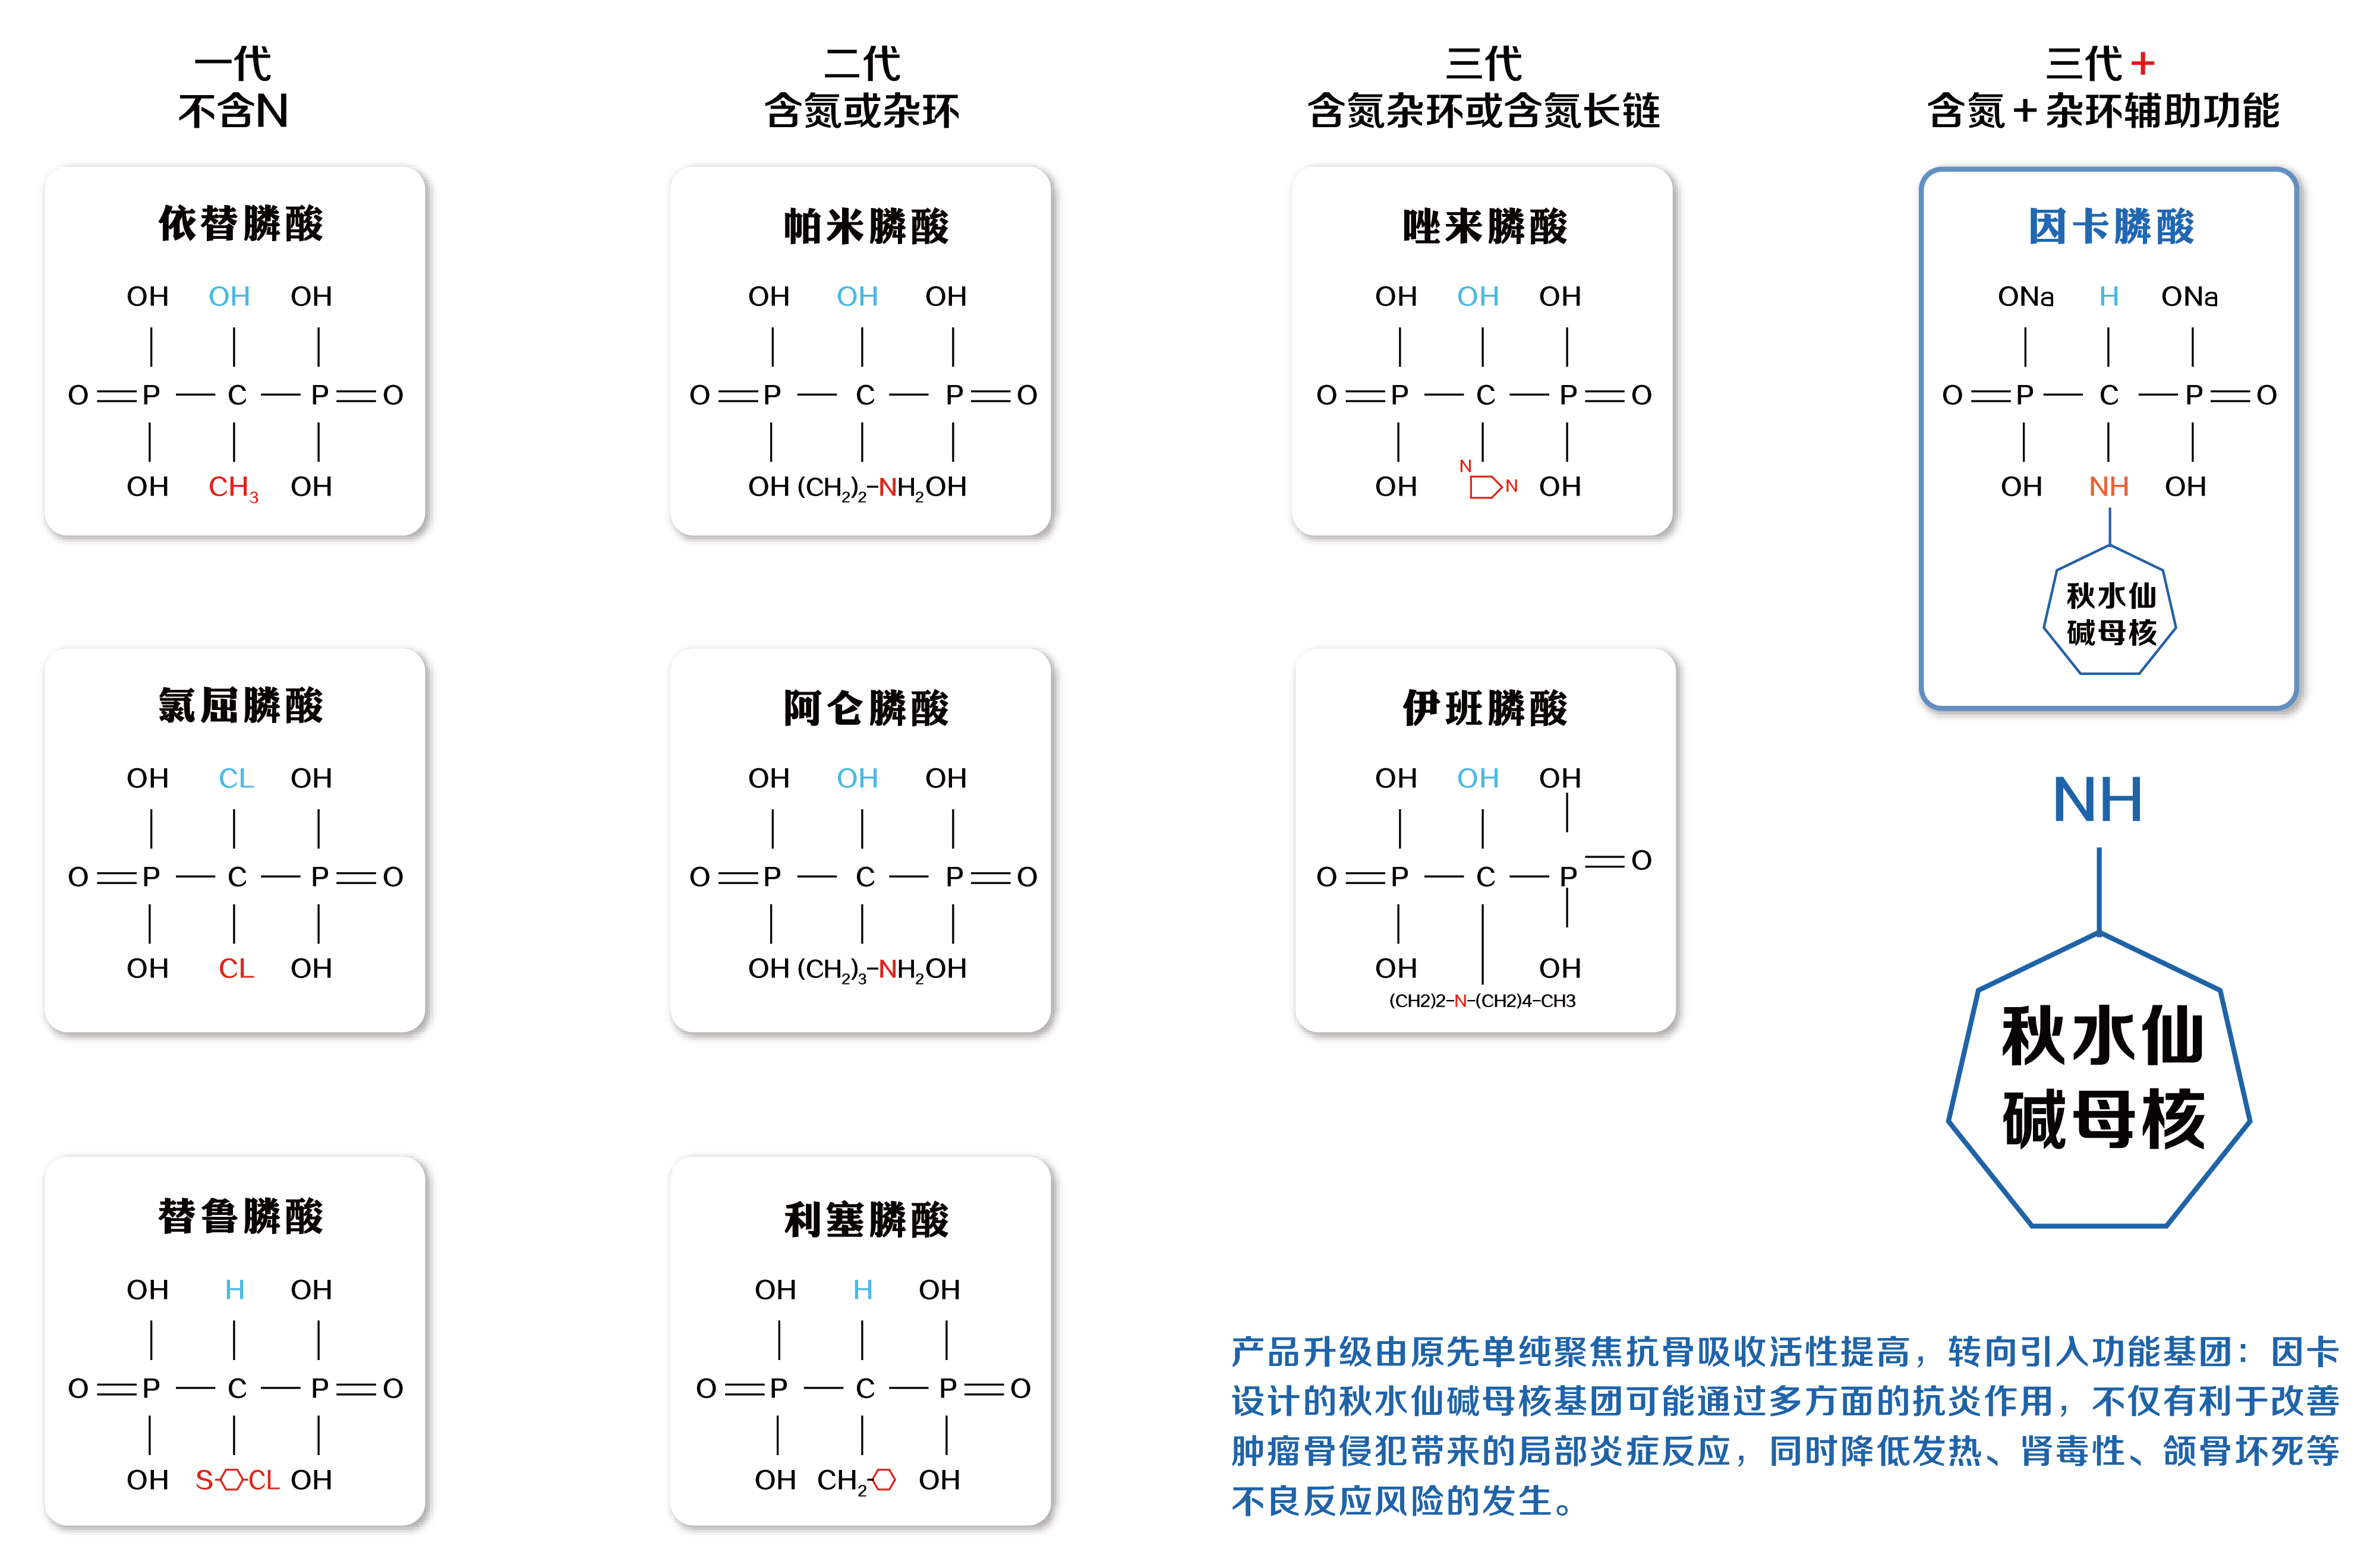 一代
不含N
依替膦酸
OH OH OH
O P C P O
OH CH₃ OH
氯屈膦酸
OH CL OH
O P C P O
OH CL OH
替鲁膦酸
OH H OH
O P C P O
OH S CL OH
二代
含氮或杂环
帕米膦酸
OH OH OH
O P C P O
OH (CH₂)₂-NH₂ OH
阿仑膦酸
OH OH OH
O P C P O
OH (CH₂)₃-NH₂ OH
利塞膦酸
OH H OH
O P C P O
OH CH₂ OH
三代
含氮杂环或含氮长链
唑来膦酸
OH OH OH
O P C P O
N
OH N OH
伊班膦酸
OH OH OH
O P C P O
OH OH
(CH2)2-N-(CH2)4-CH3
三代+
含氮+杂环辅助功能
因卡膦酸
ONa H ONa
O P C P O
OH NH OH
秋水仙
碱母核
NH
秋水仙
碱母核
产品升级由原先单纯聚焦抗骨吸收活性提高，转向引入功能基团：因卡
设计的秋水仙碱母核基团可能通过多方面的抗炎作用，不仅有利于改善
肿瘤骨侵犯带来的局部炎症反应，同时降低发热、肾毒性、颌骨坏死等
不良反应风险的发生。